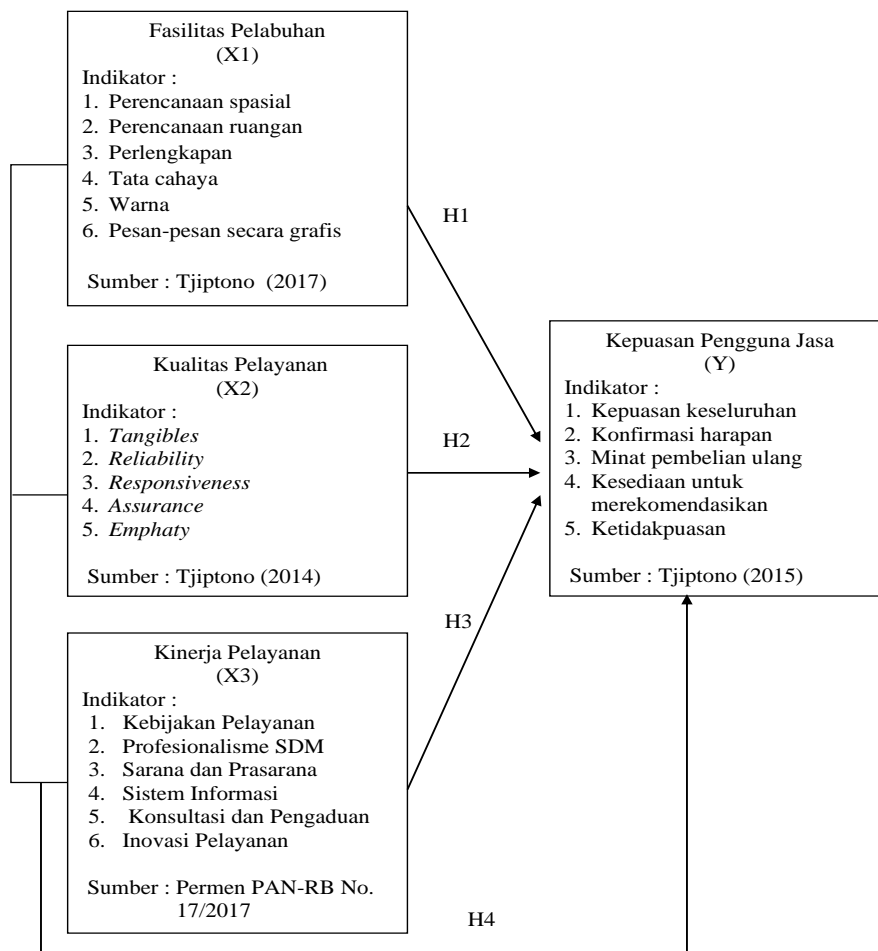 Fasilitas Pelabuhan
(X1)
Indikator :
1. Perencanaan spasial
2. Perencanaan ruangan
3. Perlengkapan
4. Tata cahaya
5. Warna
6. Pesan-pesan secara grafis
Sumber : Tjiptono (2017)
H1
Kualitas Pelayanan
(X2)
Indikator :
1. Tangibles
2. Reliability
3. Responsiveness
4. Assurance
5. Emphaty
Sumber : Tjiptono (2014)
H2
Kepuasan Pengguna Jasa
(Y)
Indikator :
1. Kepuasan keseluruhan
2. Konfirmasi harapan
3. Minat pembelian ulang
4. Kesediaan untuk
merekomendasikan
5. Ketidakpuasan
Sumber : Tjiptono (2015)
H3
Kinerja Pelayanan
(X3)
Indikator :
1. Kebijakan Pelayanan
2. Profesionalisme SDM
3. Sarana dan Prasarana
4. Sistem Informasi
5. Konsultasi dan Pengaduan
6. Inovasi Pelayanan
Sumber : Permen PAN-RB No.
17/2017
H4